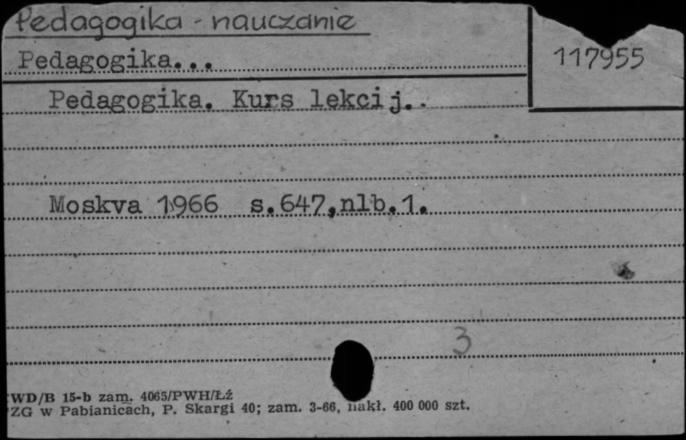 Pedagogika - nauczanie
117955
Pedagogika...
Pedagogika. Kurs lekcij..
Moskva 1966 s.647,nlb.1.
3
WD/B 15-b zam. 4065/PWH/Łź
ZG w Pabianicach, P. Skargi 40; zam. 3-66, nakł. 400 000 szt.